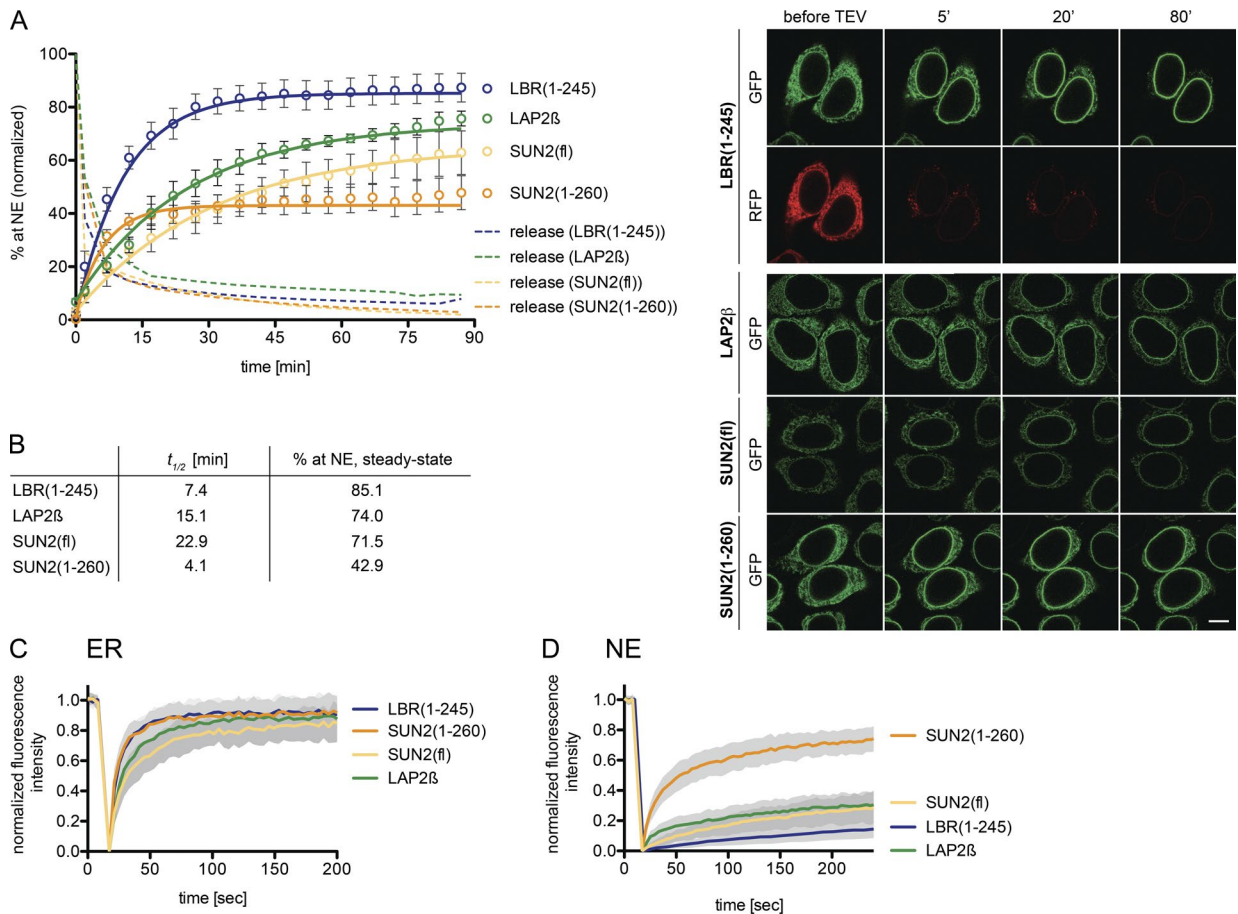 A
% at NE (normalized)
100
80
60
40
20
0
0 15 30 45 60 75 90
time [min]
LBR(1-245)
LAP2ß
SUN2(fl)
SUN2(1-260)
release (LBR(1-245))
release (LAP2ß)
release (SUN2(fl))
release (SUN2(1-260))
before TEV 5' 20' 80'
LBR(1-245)
GFP
RFP
LAP2β
GFP
SUN2(fl)
GFP
SUN2(1-260)
GFP
B
t1/2 [min] % at NE, steady-state
LBR(1-245) 7.4 85.1
LAP2ß 15.1 74.0
SUN2(fl) 22.9 71.5
SUN2(1-260) 4.1 42.9
C ER
normalized fluorescence
intensity
1.0
0.8
0.6
0.4
0.2
0.0
0 50 100 150 200
time [sec]
LBR(1-245)
SUN2(1-260)
SUN2(fl)
LAP2ß
D NE
normalized fluorescence
intensity
1.0
0.8
0.6
0.4
0.2
0.0
0 50 100 150 200
time [sec]
SUN2(1-260)
SUN2(fl)
LBR(1-245)
LAP2ß